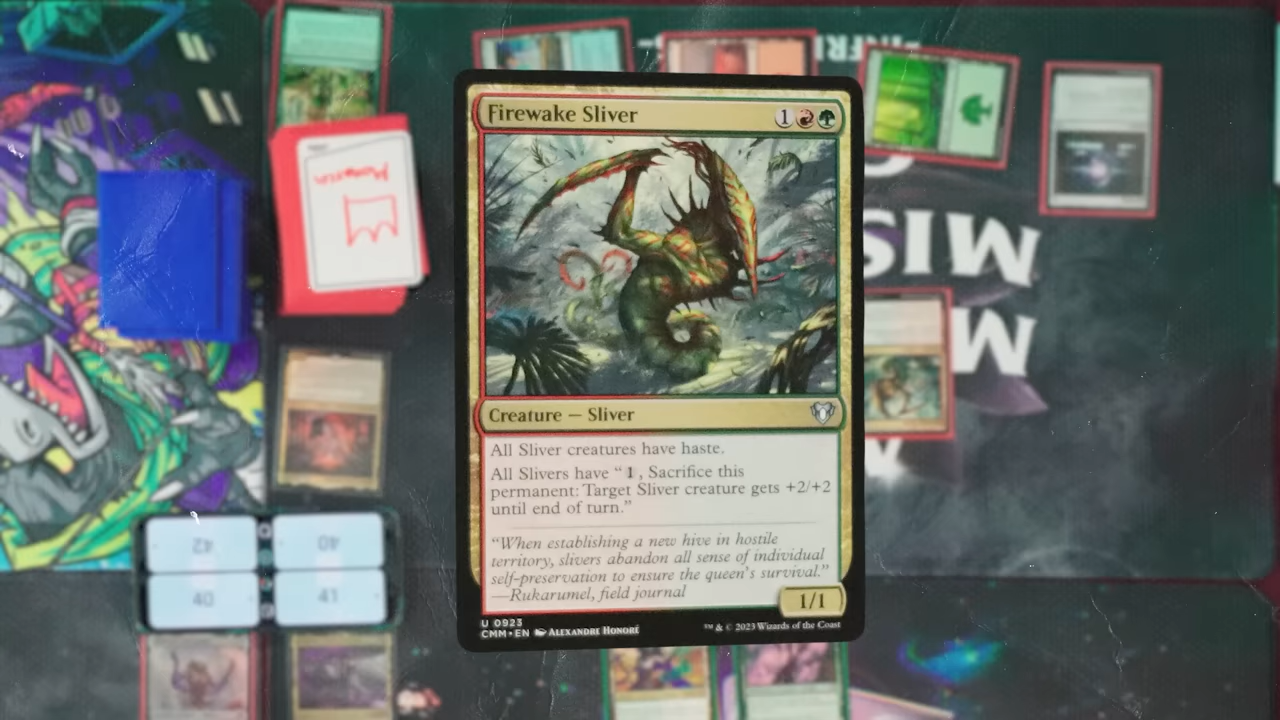 Firewake Sliver
1
Creature — Sliver
All Sliver creatures have haste.
All Slivers have “1, Sacrifice this
permanent: Target Sliver creature gets +2/+2
until end of turn.”
“When establishing a new hive in hostile
territory, slivers abandon all sense of individual
self-preservation to ensure the queen’s survival.”
—Rukarumel, field journal
1/1
U 0923
CMM • EN Alexandre Honoré
™ & © 2023 Wizards of the Coast
Monarch
42
40
40
41
MIS
M